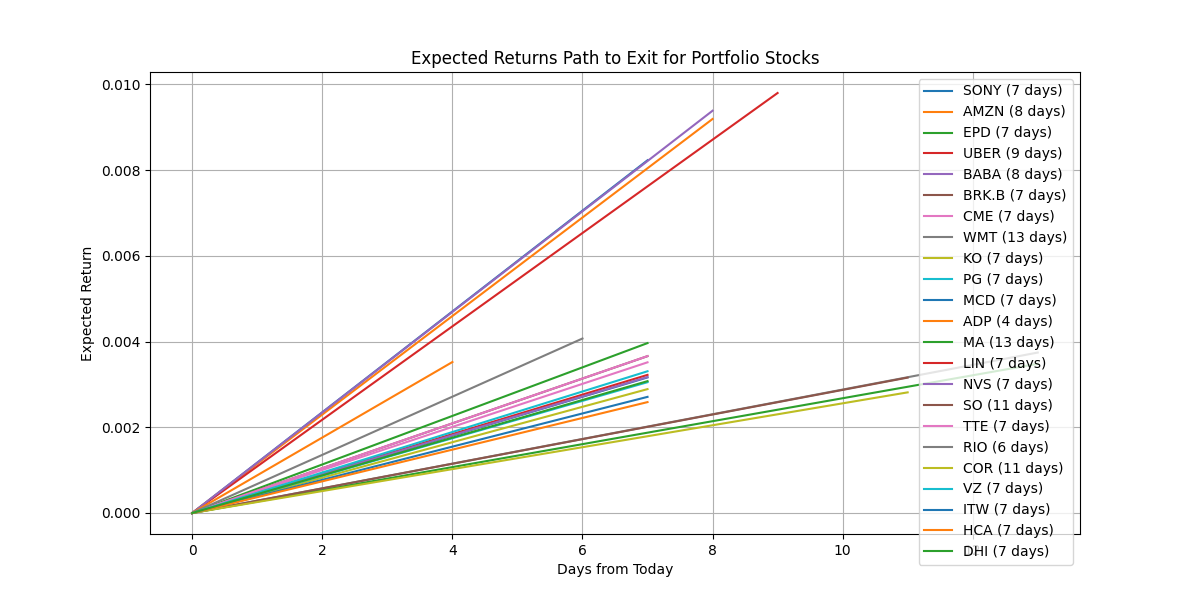 Expected Returns Path to Exit for Portfolio Stocks
0.010
0.008
0.006
0.004
0.002
0.000
Expected Return
0
2
4
6
8
10
Days from Today
SONY (7 days)
AMZN (8 days)
EPD (7 days)
UBER (9 days)
BABA (8 days)
BRK.B (7 days)
CME (7 days)
WMT (13 days)
KO (7 days)
PG (7 days)
MCD (7 days)
ADP (4 days)
MA (13 days)
LIN (7 days)
NVS (7 days)
SO (11 days)
TTE (7 days)
RIO (6 days)
COR (11 days)
VZ (7 days)
ITW (7 days)
HCA (7 days)
DHI (7 days)